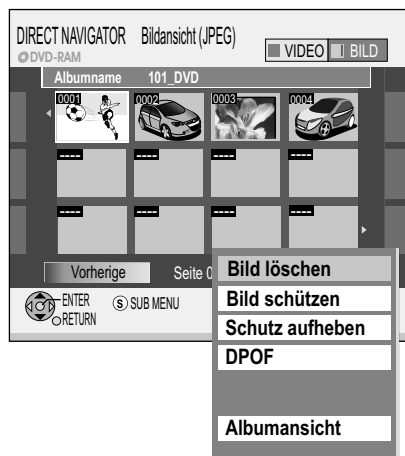 DIRECT NAVIGATOR Bildansicht (JPEG)
DVD-RAM
VIDEO BILD
Albumname 101_DVD
0001 0002 0003 0004
---- ---- ---- ----
---- ---- ---- ----
Vorherige Seite 0
ENTER S SUB MENU
RETURN
Bild löschen
Bild schützen
Schutz aufheben
DPOF
Albumansicht